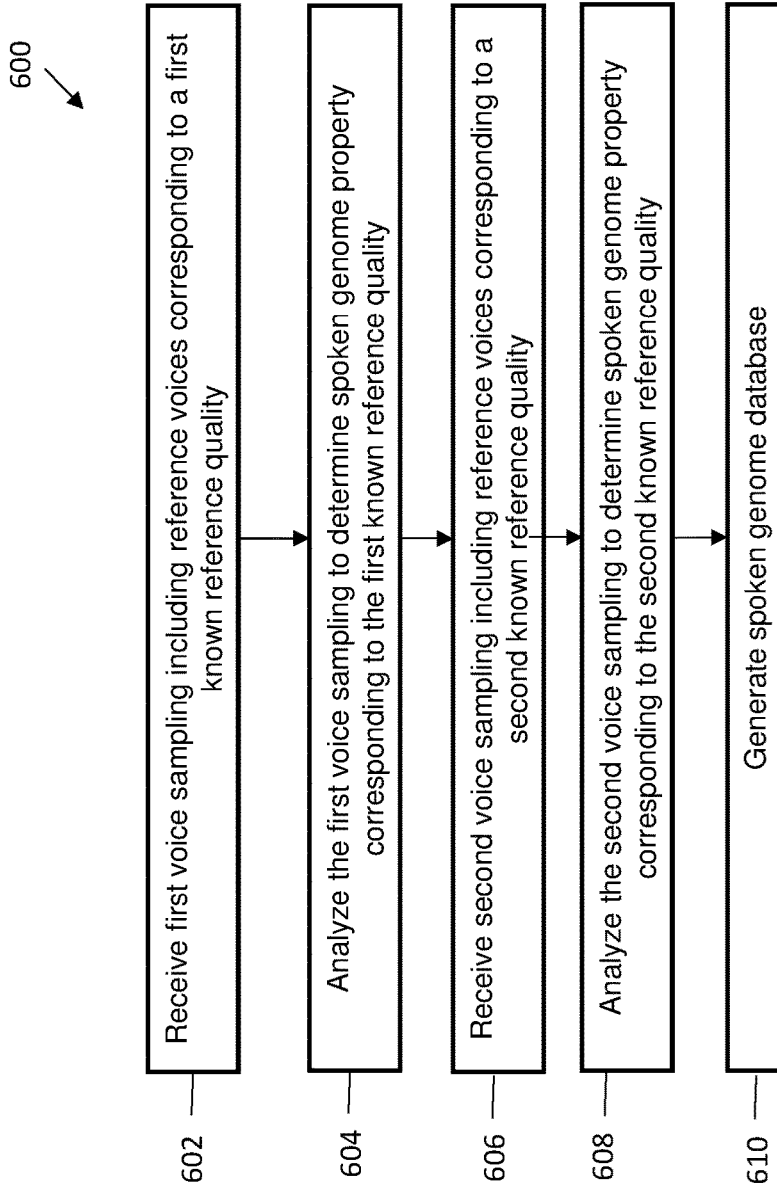 600
602
Receive first voice sampling including reference voices corresponding to a first
known reference quality
604
Analyze the first voice sampling to determine spoken genome property
corresponding to the first known reference quality
606
Receive second voice sampling including reference voices corresponding to a
second known reference quality
608
Analyze the second voice sampling to determine spoken genome property
corresponding to the second known reference quality
610
Generate spoken genome database